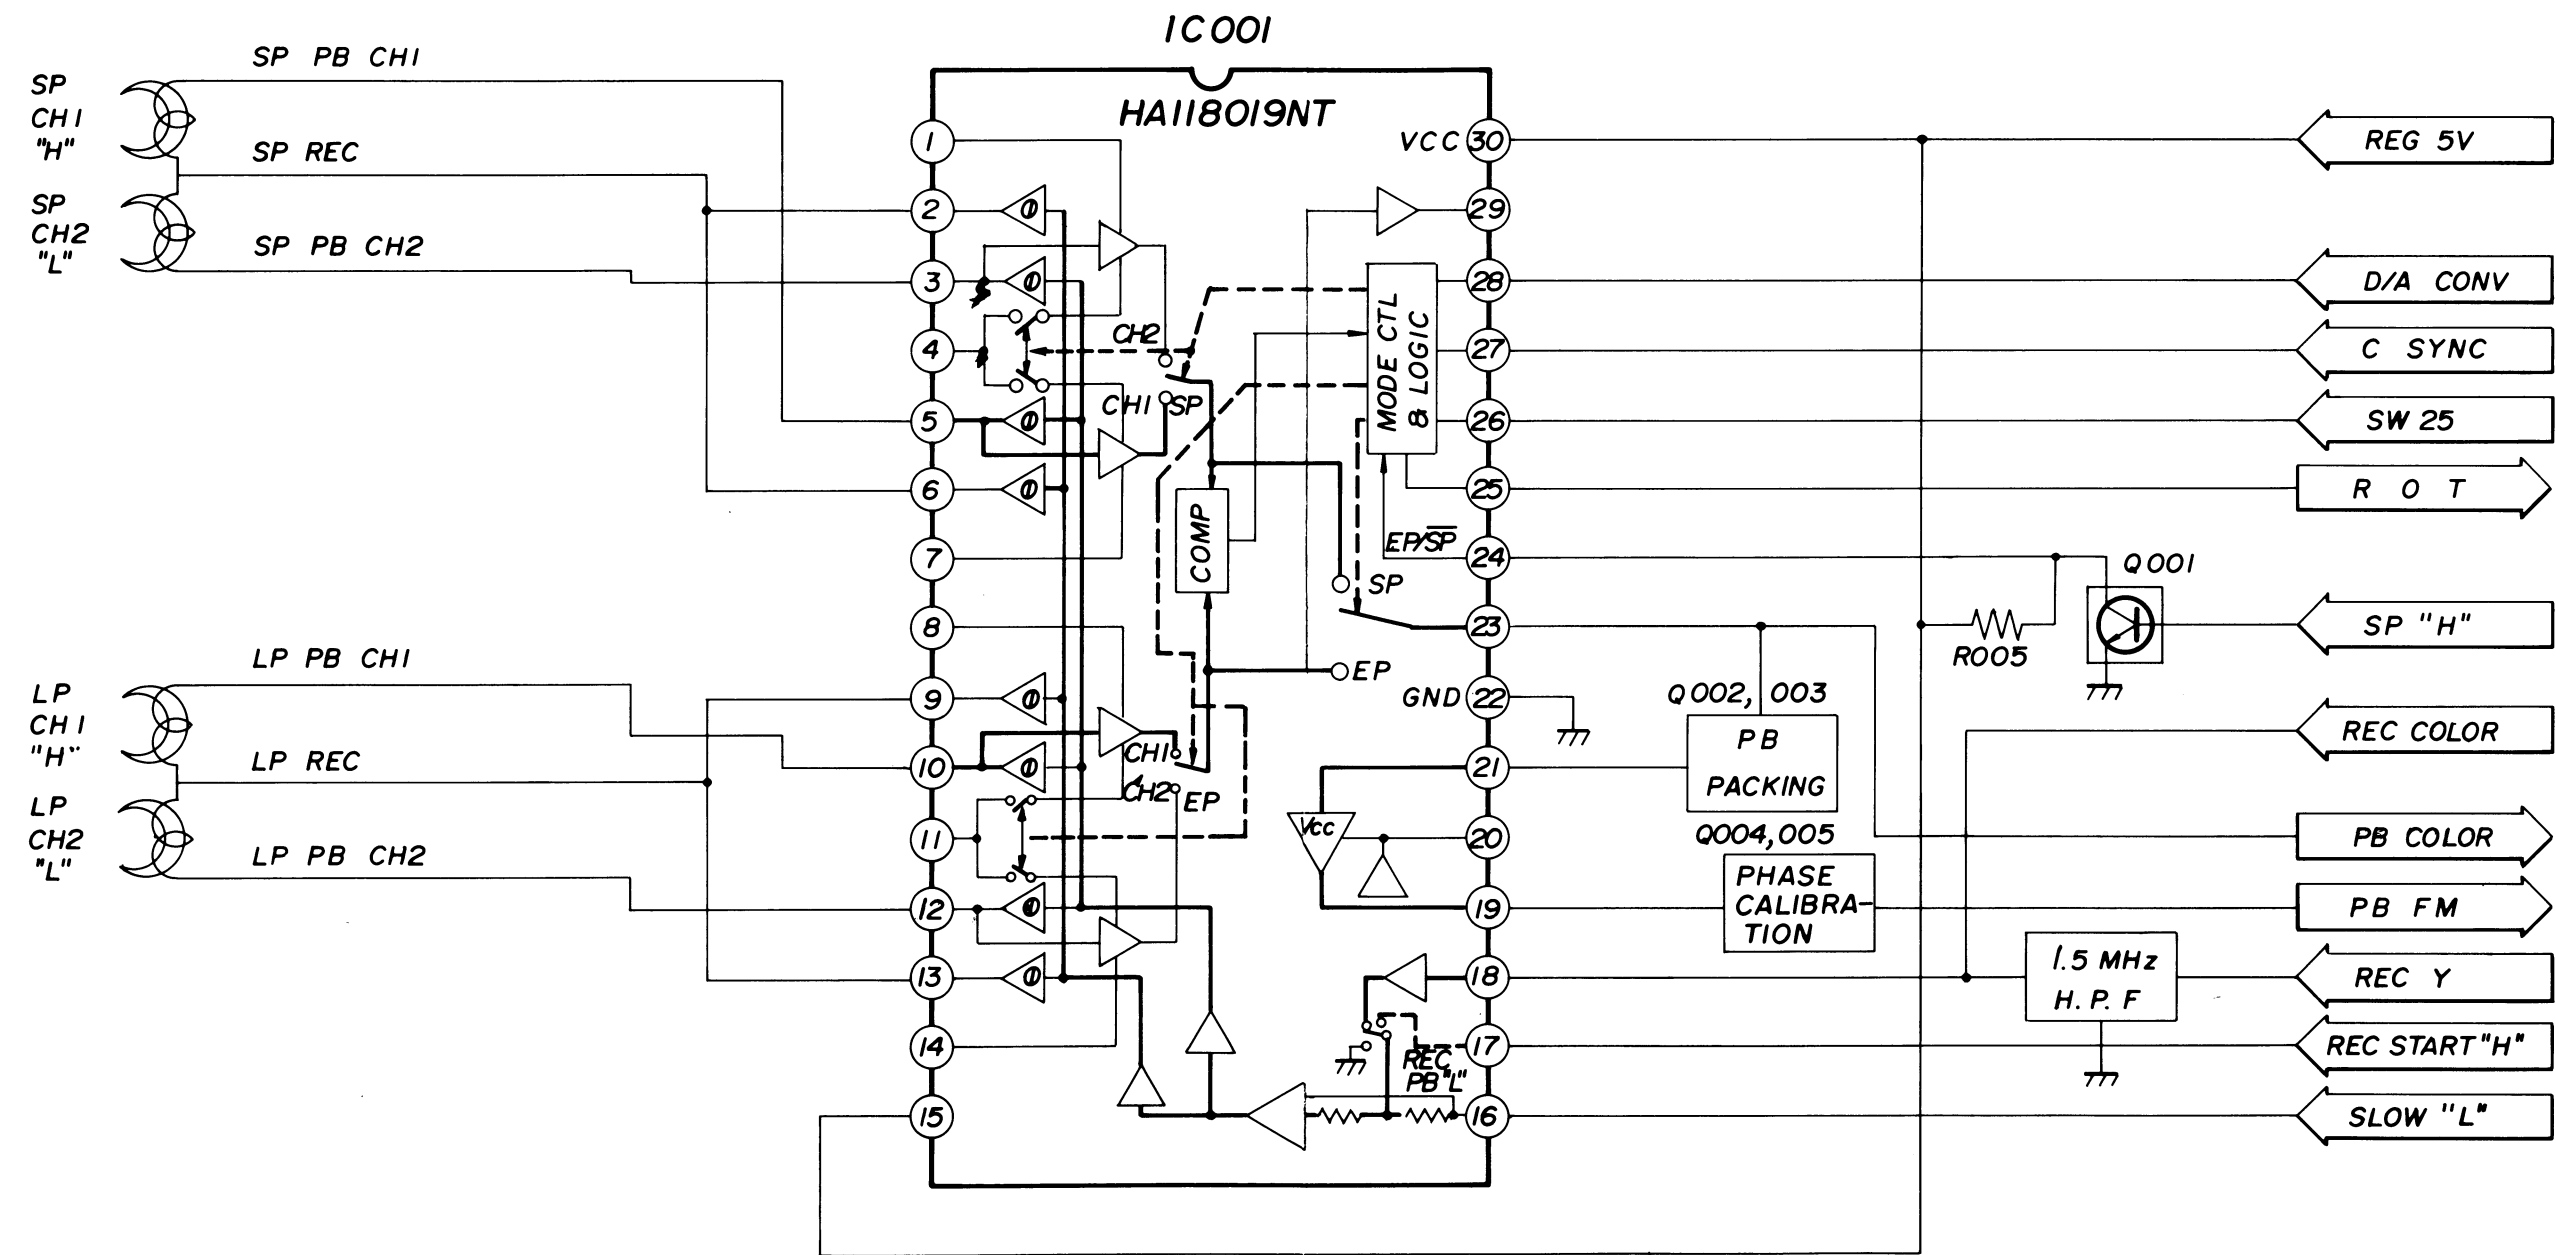 IC001
HA118019NT
SP
CH1
"H"
SP PB CH1
SP REC
SP
CH2
"L"
SP PB CH2
LP
CH1
"H"
LP PB CH1
LP REC
LP
CH2
"L"
LP PB CH2
1
2
3
4
5
6
7
8
9
10
11
12
13
14
15
CH2
CH1
SP
COMP
MODE CTL
& LOGIC
EP/SP
SP
EP
CH1
CH2
EP
VCC
GND
VCC
REC
PB"L"
30
29
28
27
26
25
24
23
22
21
20
19
18
17
16
Q001
R005
Q002, 003
PB
PACKING
Q004,005
PHASE
CALIBRA-
TION
1.5 MHz
H.P.F
REG 5V
D/A CONV
C SYNC
SW 25
R O T
SP "H"
REC COLOR
PB COLOR
PB FM
REC Y
REC START "H"
SLOW "L"